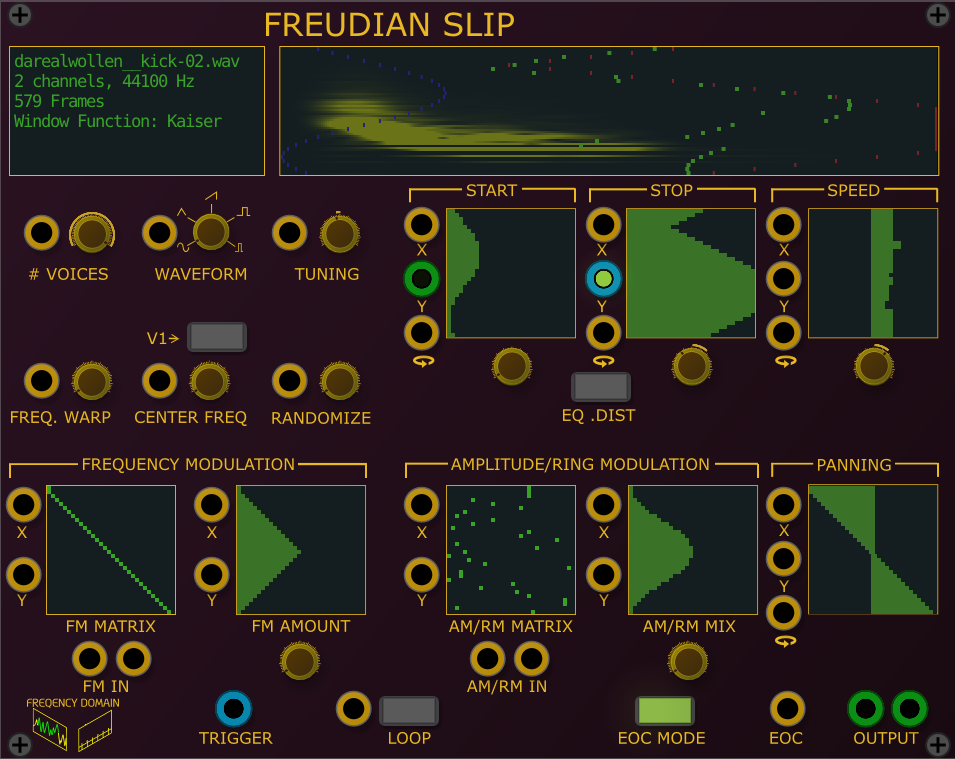 FREUDIAN SLIP
darealwollen__kick-02.wav
2 channels, 44100 Hz
579 Frames
Window Function: Kaiser
START STOP SPEED
X X X
# VOICES WAVEFORM TUNING
Y Y Y
V1
FREQ. WARP CENTER FREQ RANDOMIZE
EQ .DIST
FREQUENCY MODULATION AMPLITUDE/RING MODULATION PANNING
X X X X X
Y Y Y Y Y
FM MATRIX FM AMOUNT AM/RM MATRIX AM/RM MIX
FM IN AM/RM IN
FREQENCY DOMAIN
TRIGGER LOOP EOC MODE EOC OUTPUT